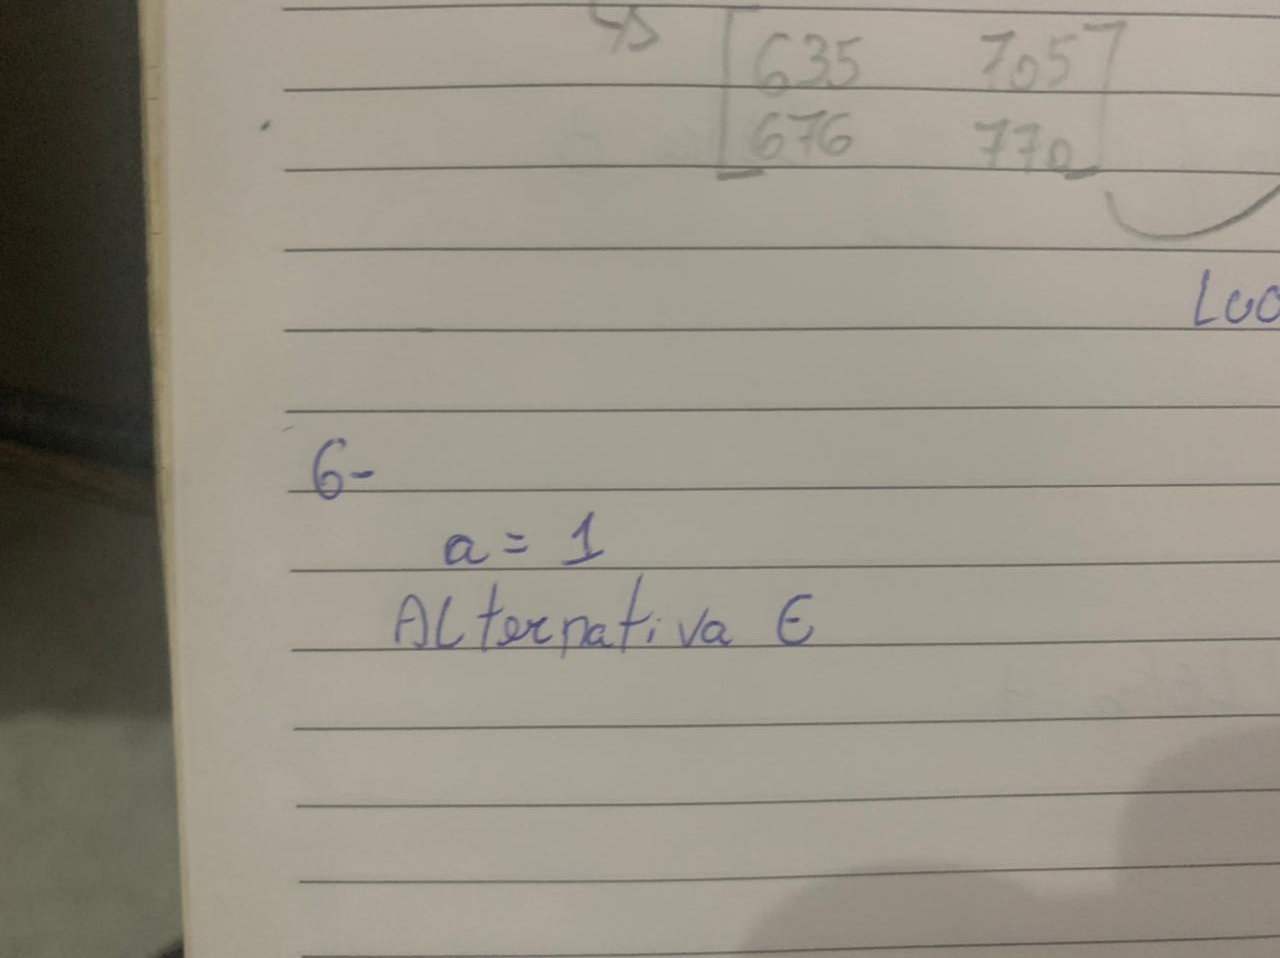 ↳ [635 705]
[676 770]
6-
a = 1
Alternativa E